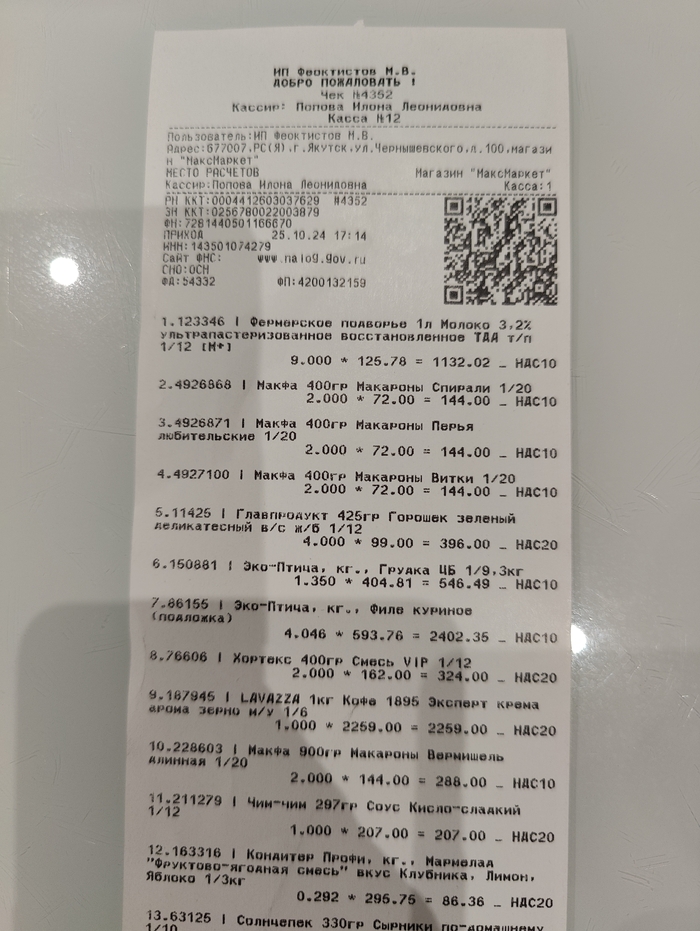 ИП Феоктистов М.В.
ДОБРО ПОЖАЛОВАТЬ !
Чек №4352
Кассир: Попова Илона Леонидовна
Касса №12
Пользователь:ИП Феоктистов М.В.
Адрес:677007,РС(Я),г.Якутск,ул.Чернышевского,д.100,магази
н "МаксМаркет"
МЕСТО РАСЧЕТОВ Магазин "МаксМаркет"
Кассир:Попова Илона Леонидовна Касса:1
РН ККТ:0004412603037629 #4352
ЗН ККТ:0256780022003879
ФН:7281440501166670
ПРИХОД 25.10.24 17:14
ИНН:143501074279
Сайт ФНС: www.nalog.gov.ru
СНО:ОСН
ФД:54332 ФП:4200132159
1.123346 | Фермерское подворье 1л Молоко 3,2%
ультрапастеризованное восстановленное ТАА т/п
1/12 [М+]
9.000 * 125.78 = 1132.02 _ НДС10
2.4926868 | Макфа 400гр Макароны Спирали 1/20
2.000 * 72.00 = 144.00 _ НДС10
3.4926871 | Макфа 400гр Макароны Перья
любительские 1/20
2.000 * 72.00 = 144.00 _ НДС10
4.4927100 | Макфа 400гр Макароны Витки 1/20
2.000 * 72.00 = 144.00 _ НДС10
5.11425 | Главпродукт 425гр Горошек зеленый
деликатесный в/с ж/б 1/12
4.000 * 99.00 = 396.00 _ НДС20
6.150881 | Эко-Птица, кг., Грудка ЦБ 1/9,3кг
1.350 * 404.81 = 546.49 _ НДС10
7.86155 | Эко-Птица, кг., Филе куриное
(подложка)
4.046 * 593.76 = 2402.35 _ НДС10
8.76606 | Хортекс 400гр Смесь VIP 1/12
2.000 * 162.00 = 324.00 _ НДС20
9.187945 | LAVAZZA 1кг Кофе 1895 Эксперт крема
арома зерно м/у 1/6
1.000 * 2259.00 = 2259.00 _ НДС20
10.228603 | Макфа 900гр Макароны Вермишель
длинная 1/20
2.000 * 144.00 = 288.00 _ НДС10
11.211279 | Чим-чим 297гр Соус Кисло-сладкий
1/12
1.000 * 207.00 = 207.00 _ НДС20
12.163316 | Кондитер Профи, кг., Мармелад
"Фруктово-ягодная смесь" вкус Клубника, Лимон,
Яблоко 1/3кг
0.292 * 295.75 = 86.36 _ НДС20
13.63125 | Солнцепек 330гр Сырники по-домашнему
1/10